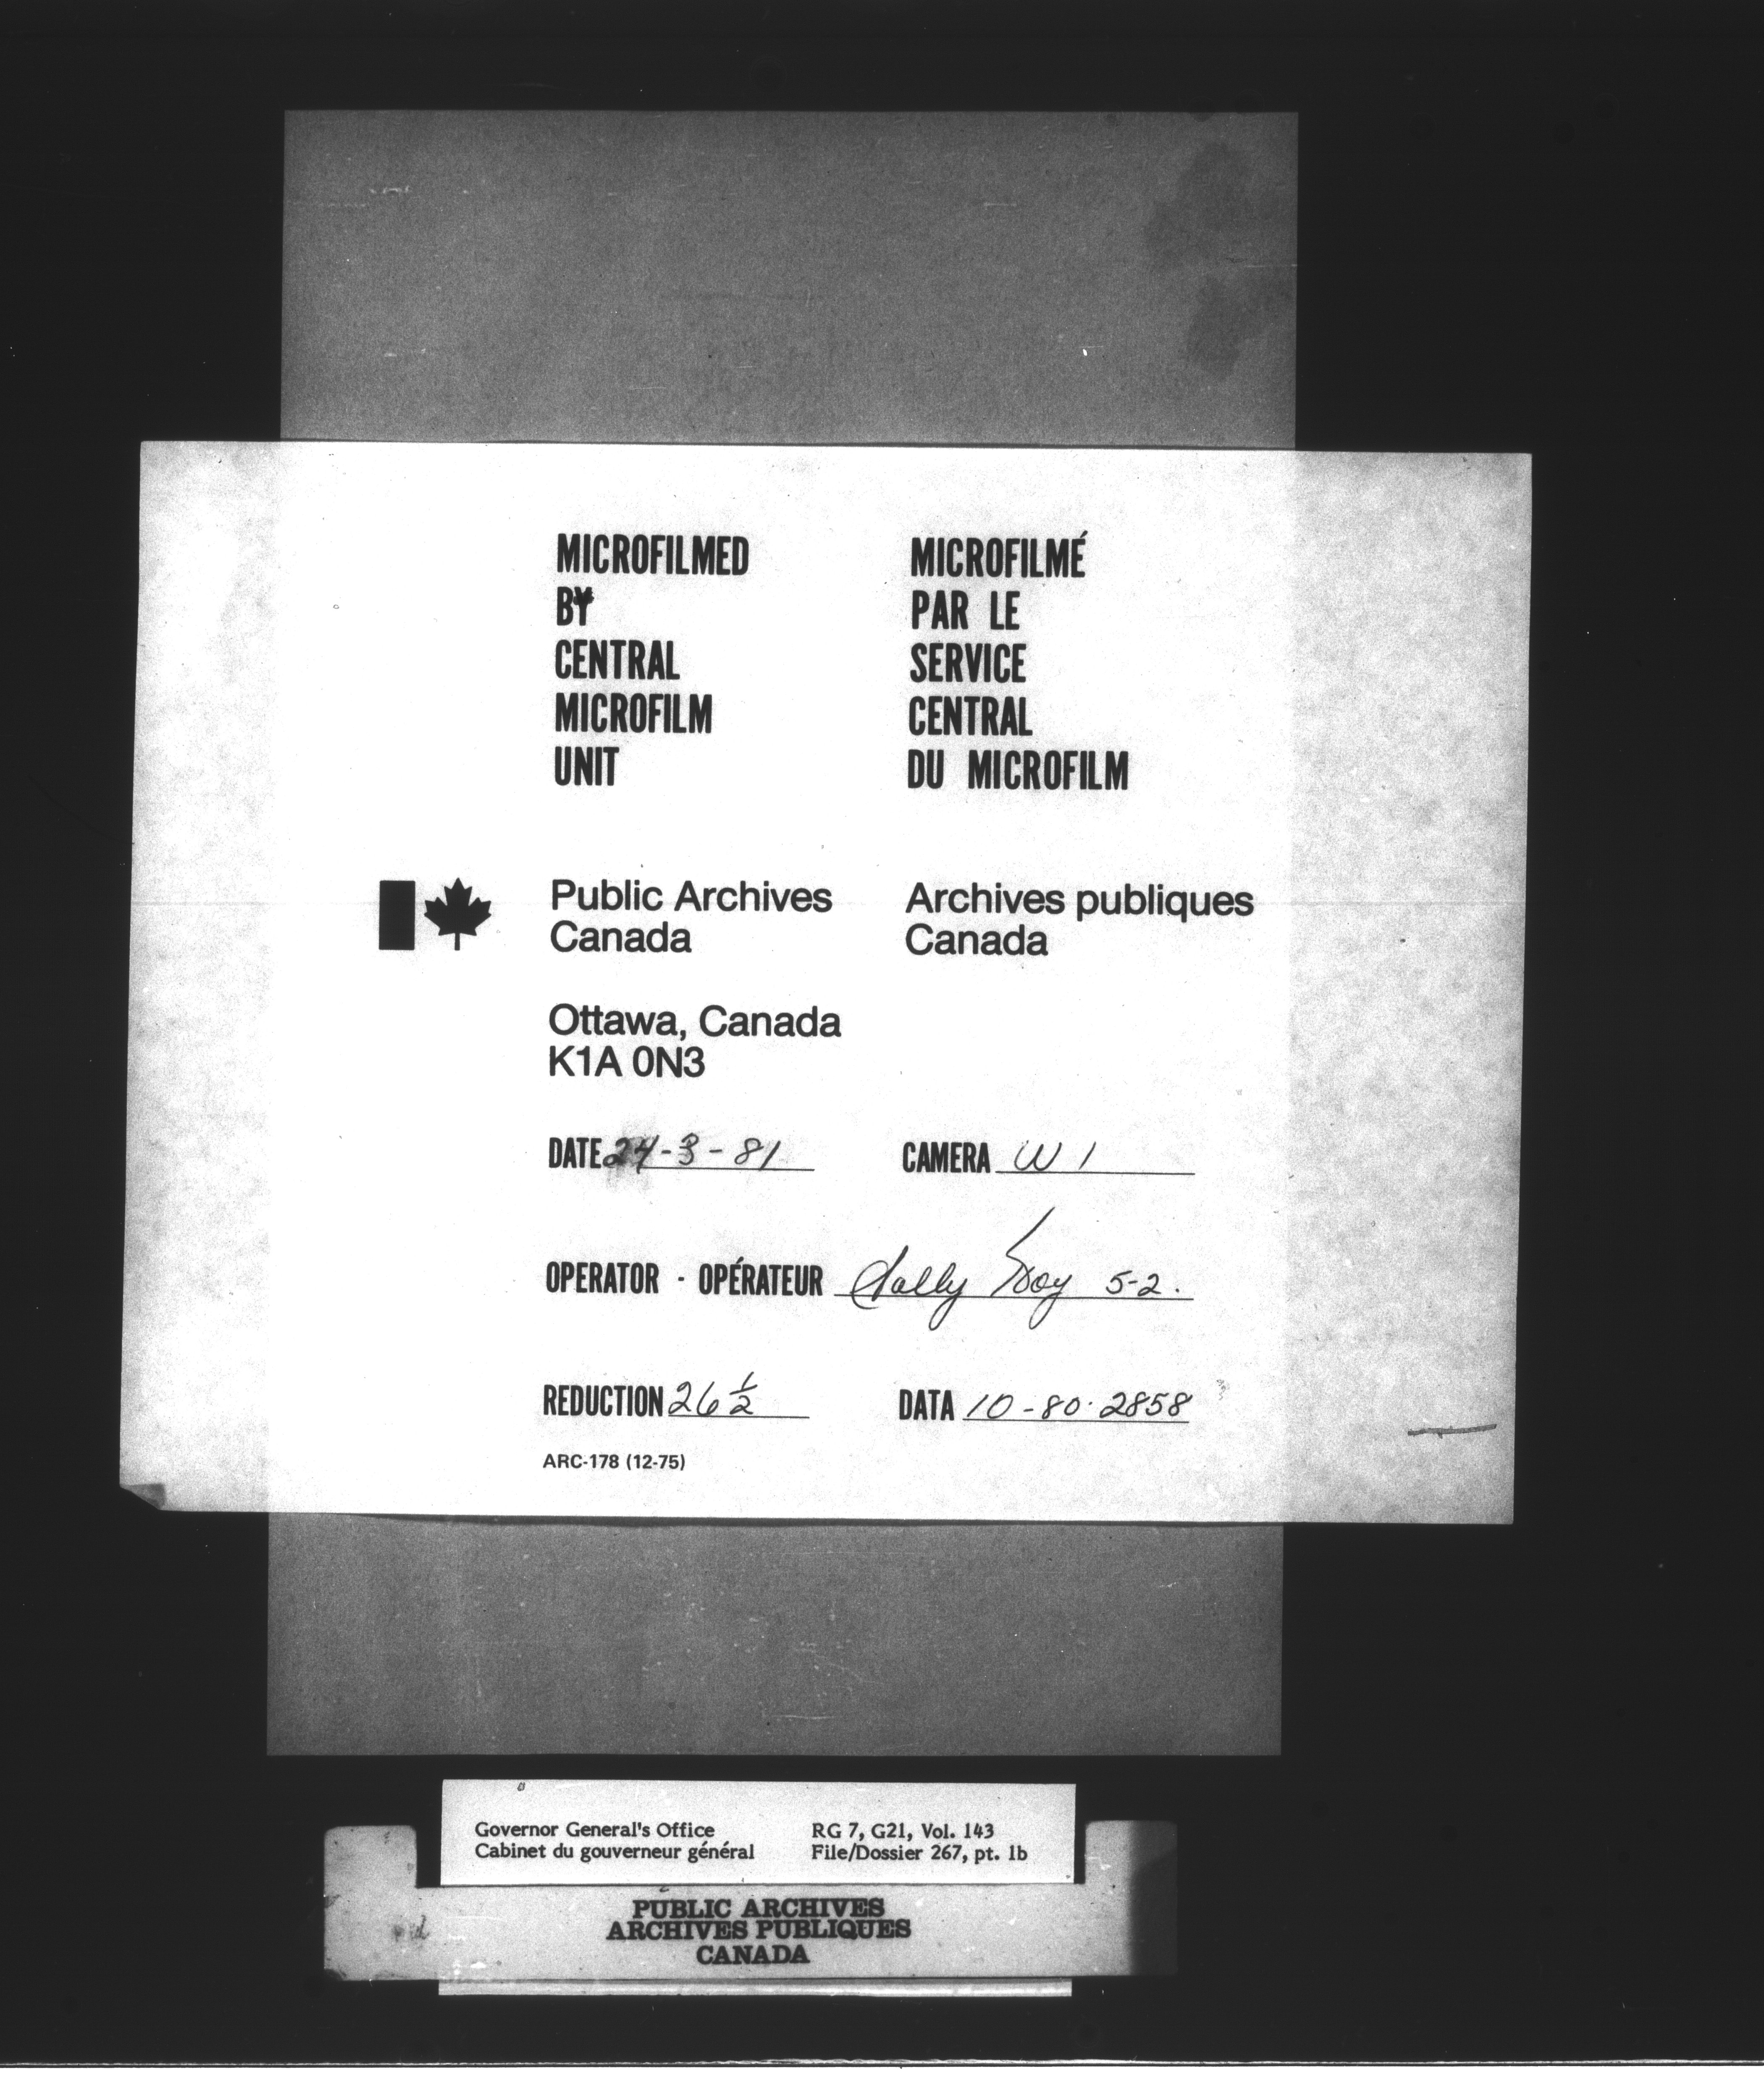 MICROFILMED
BY
CENTRAL
MICROFILM
UNIT
MICROFILMÉ
PAR LE
SERVICE
CENTRAL
DU MICROFILM
Public Archives
Canada
Archives publiques
Canada
Ottawa, Canada
K1A 0N3
DATE 24-3-81
CAMERA W 1
OPERATOR - OPÉRATEUR 5-2.
REDUCTION 26 ½
DATA 10-80-2858
ARC-178 (12-75)
Governor General's Office
Cabinet du gouverneur général
RG 7, G21, Vol. 143
File/Dossier 267, pt. 1b
PUBLIC ARCHIVES
ARCHIVES PUBLIQUES
CANADA